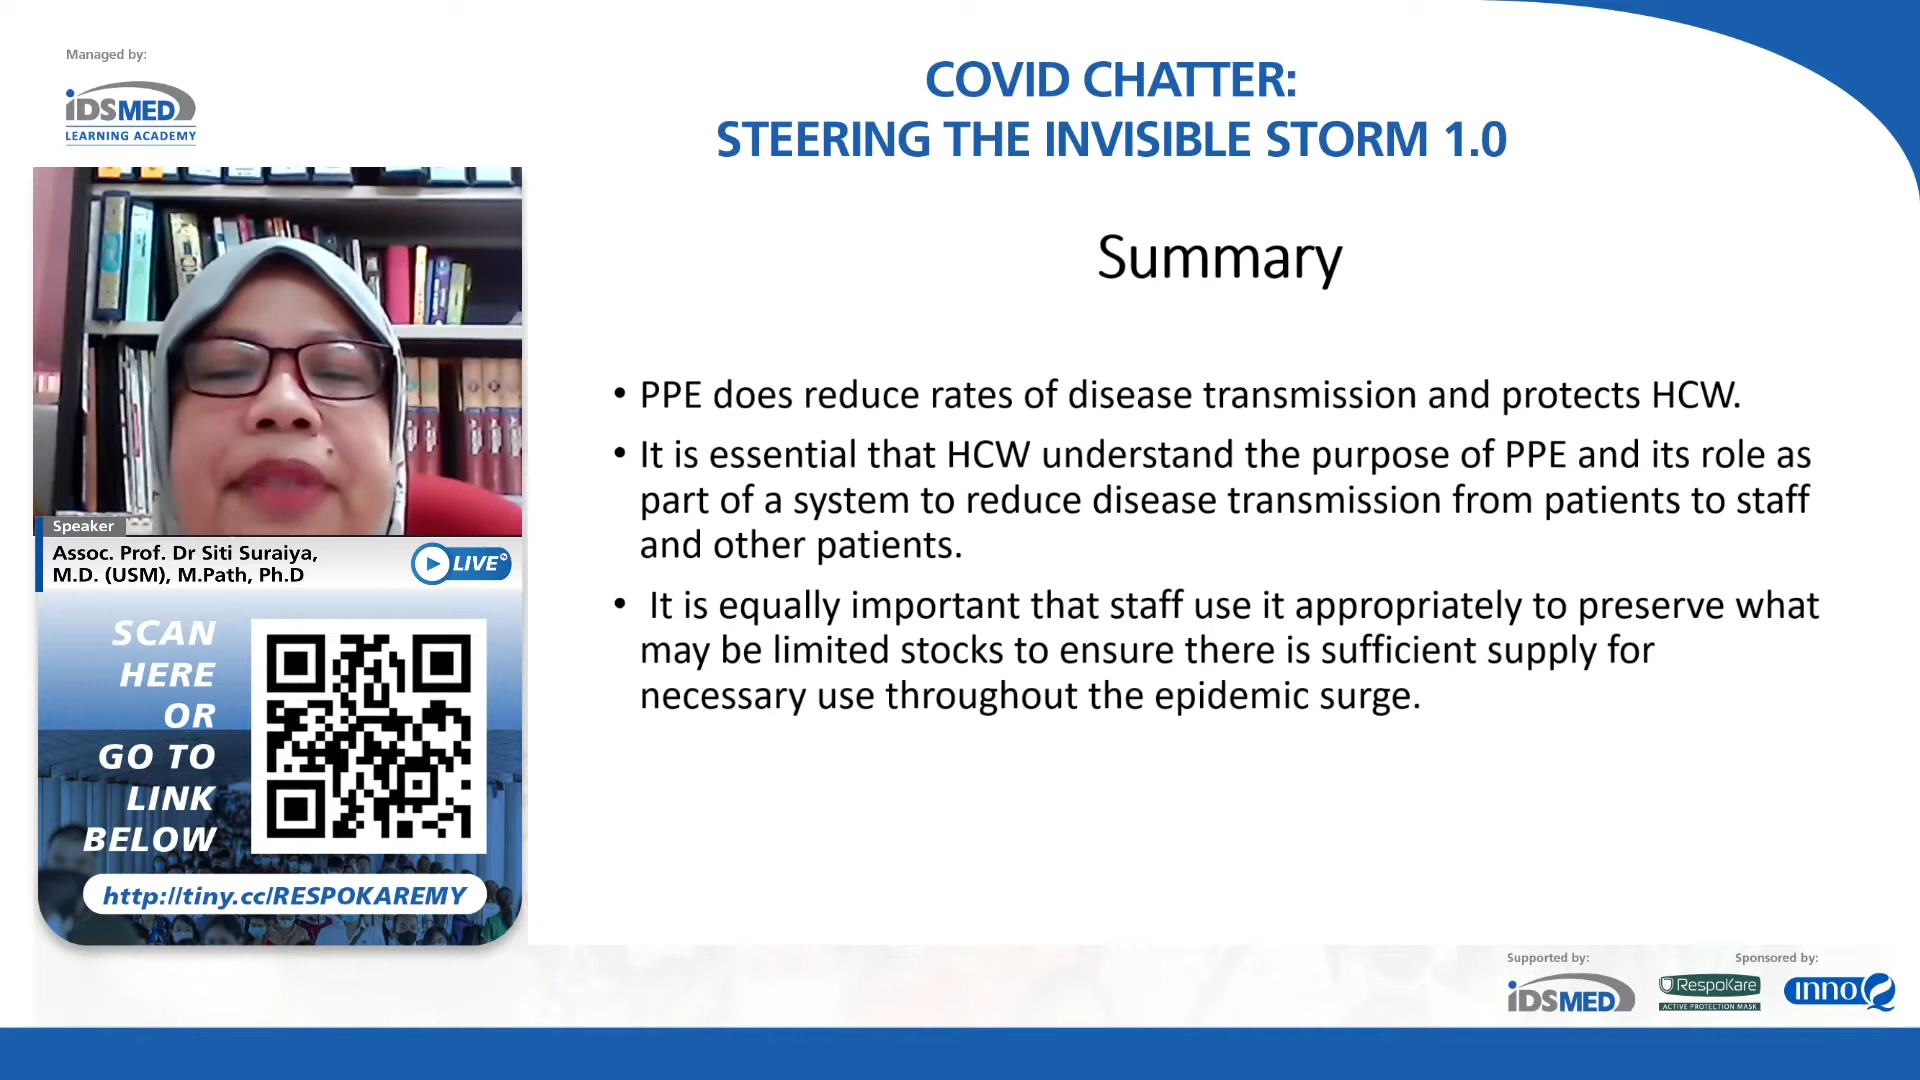 Managed by:
iDSMED
LEARNING ACADEMY
COVID CHATTER:
STEERING THE INVISIBLE STORM 1.0
Summary
• PPE does reduce rates of disease transmission and protects HCW.
• It is essential that HCW understand the purpose of PPE and its role as
part of a system to reduce disease transmission from patients to staff
and other patients.
• It is equally important that staff use it appropriately to preserve what
may be limited stocks to ensure there is sufficient supply for
necessary use throughout the epidemic surge.
Speaker
Assoc. Prof. Dr Siti Suraiya,
M.D. (USM), M.Path, Ph.D
LIVE
SCAN
HERE
OR
GO TO
LINK
BELOW
http://tiny.cc/RESPOKAREMY
Supported by:
iDSMED
Sponsored by:
RespoKare
ACTIVE PROTECTION MASK
INNOQ